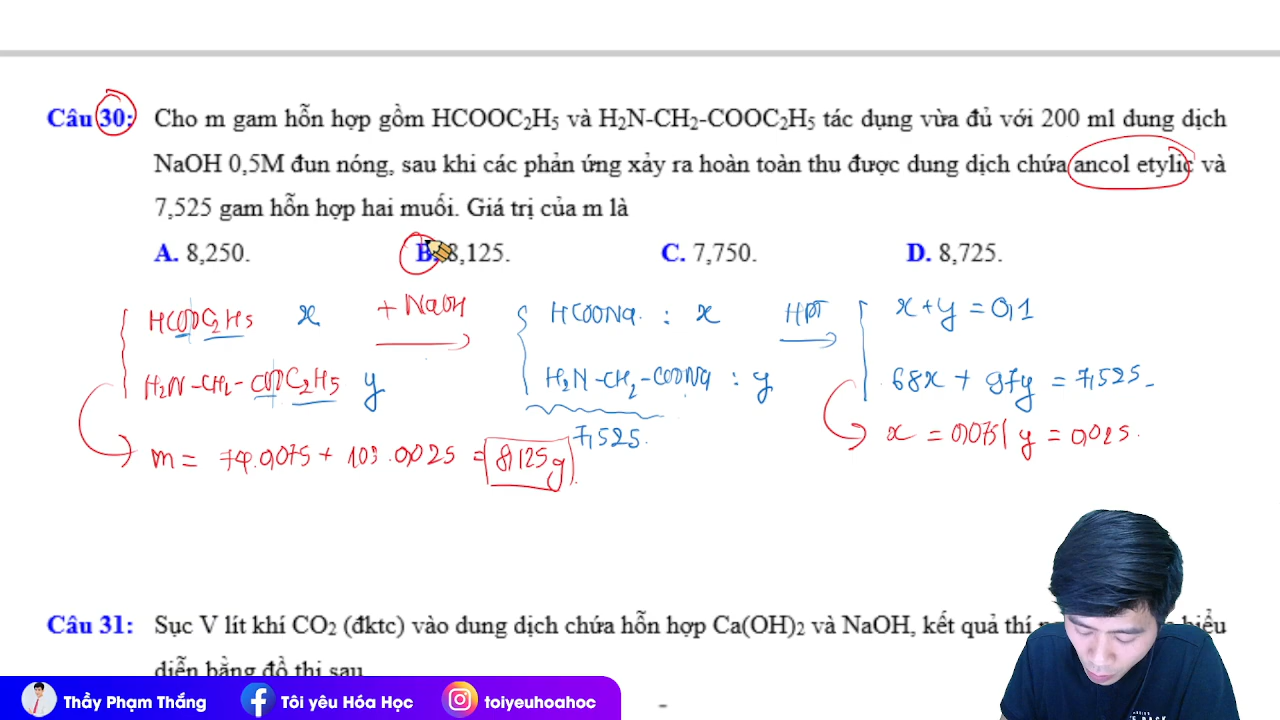 Câu 30: Cho m gam hỗn hợp gồm HCOOC2H5 và H2N-CH2-COOC2H5 tác dụng vừa đủ với 200 ml dung dịch
NaOH 0,5M đun nóng, sau khi các phản ứng xảy ra hoàn toàn thu được dung dịch chứa ancol etylic và
7,525 gam hỗn hợp hai muối. Giá trị của m là
A. 8,250. B. 8,125. C. 7,750. D. 8,725.
HCOOC2H5 x + NaOH HCOONa : x HPT x + y = 0,1
H2N-CH2-COOC2H5 y H2N-CH2-COONa : y 68x + 97y = 7,525
7,525
x = 0,075 / y = 0,025
m = 74.0,075 + 103.0,025 = 8,125g
Câu 31: Sục V lít khí CO2 (đktc) vào dung dịch chứa hỗn hợp Ca(OH)2 và NaOH, kết quả thí biểu
diễn bằng đồ thị sau
Thầy Phạm Thắng Tôi yêu Hóa Học toiyeuhoahoc